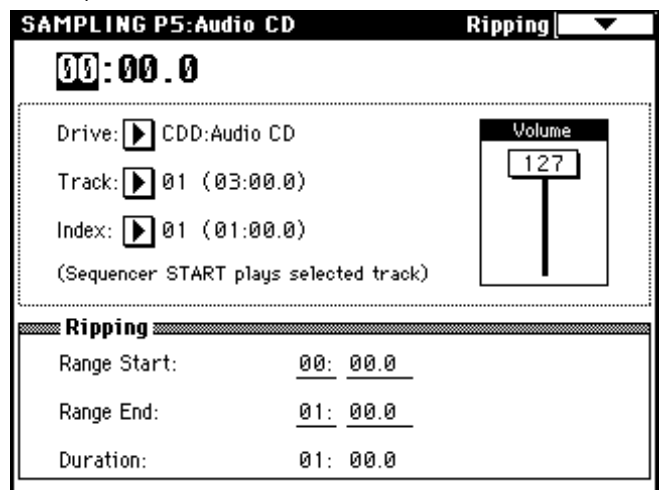 SAMPLING P5:Audio CD Ripping
00:00.0
Drive: CDD:Audio CD
Volume
127
Track: 01 (03:00.0)
Index: 01 (01:00.0)
(Sequencer START plays selected track)
Ripping
Range Start: 00: 00.0
Range End: 01: 00.0
Duration: 01: 00.0